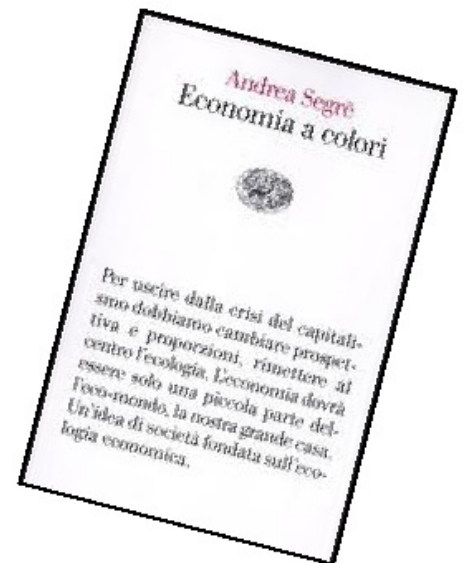 Andrea Segrè
Economia a colori
Per uscire dalla crisi del capitali-
smo dobbiamo cambiare prospet-
tiva e proporzioni, rimettere al
centro l'ecologia. L'economia dovrà
essere solo una piccola parte del-
l'eco-mondo, la nostra grande casa.
Un'idea di società fondata sull'eco-
logia economica.